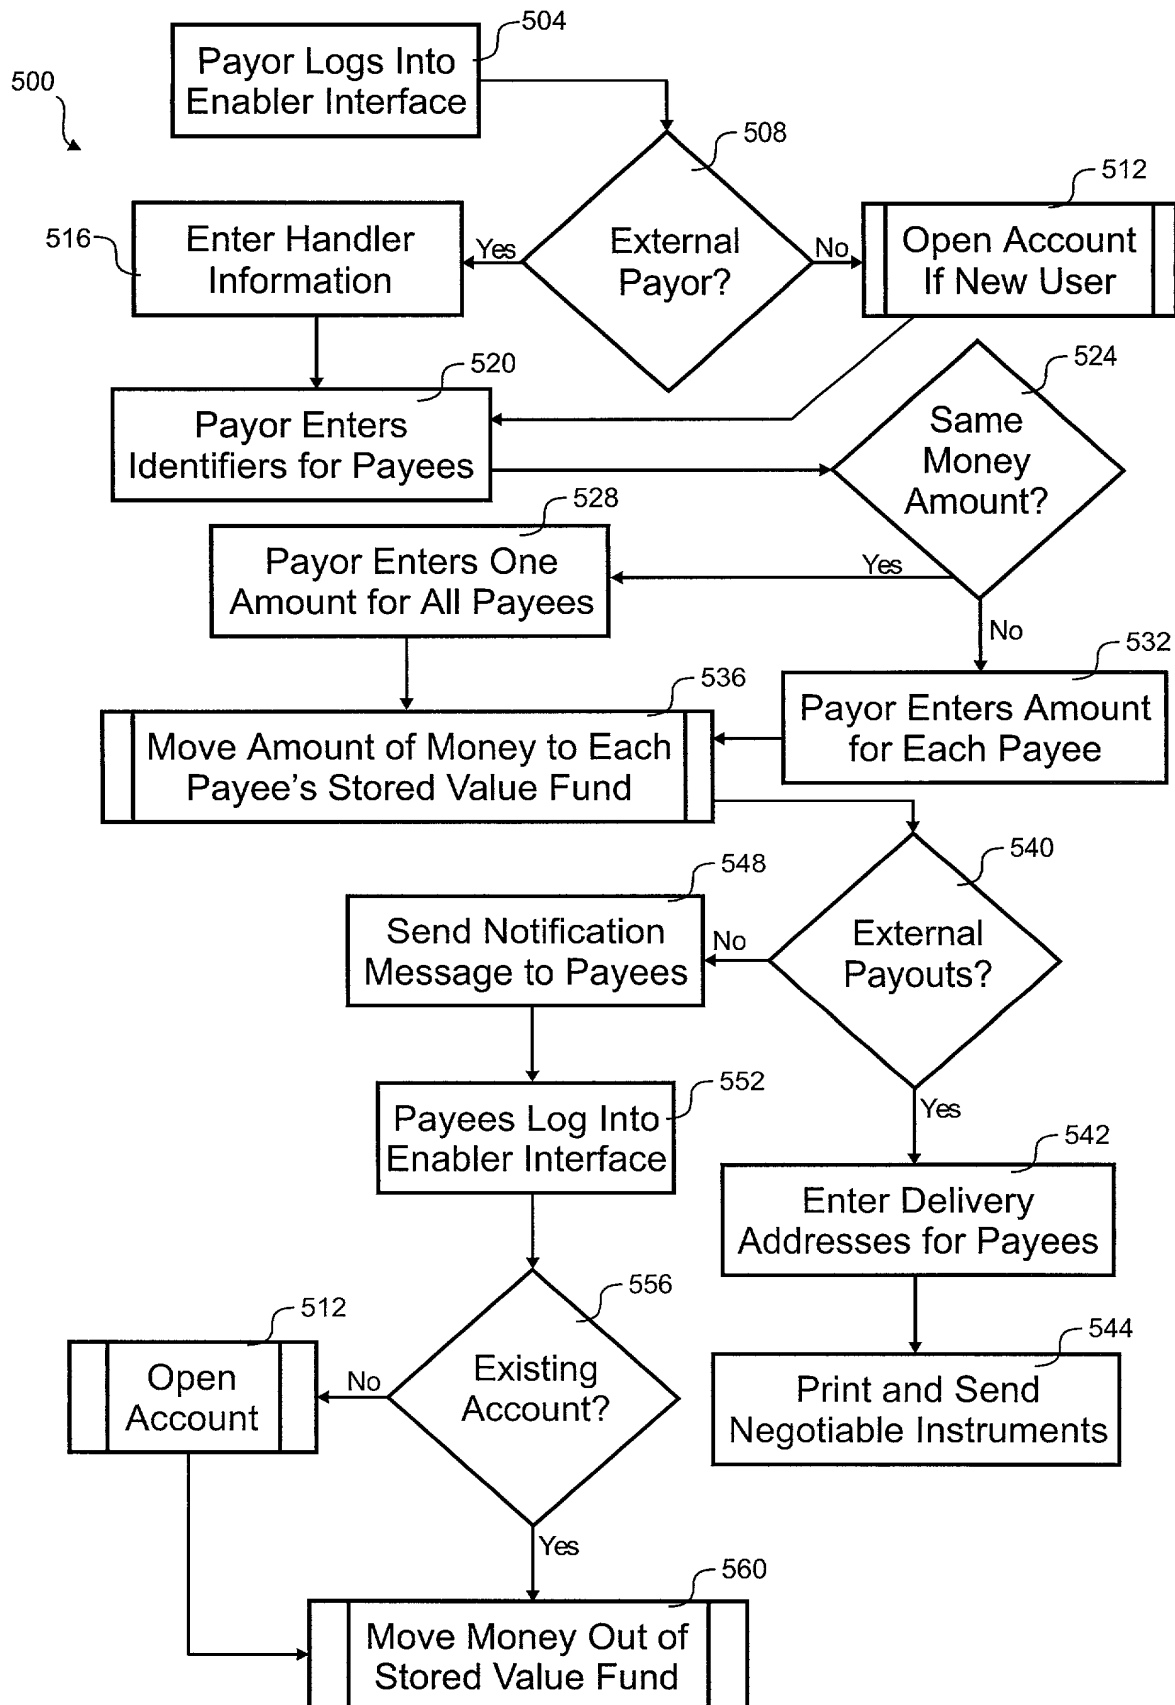 504
Payor Logs Into
Enabler Interface
500
508
External
Payor?
512
No
Open Account
If New User
Yes
516
Enter Handler
Information
520
Payor Enters
Identifiers for Payees
524
Same
Money
Amount?
528
Yes
Payor Enters One
Amount for All Payees
No
532
Payor Enters Amount
for Each Payee
536
Move Amount of Money to Each
Payee's Stored Value Fund
540
External
Payouts?
548
No
Send Notification
Message to Payees
Yes
552
Payees Log Into
Enabler Interface
542
Enter Delivery
Addresses for Payees
544
Print and Send
Negotiable Instruments
556
Existing
Account?
512
No
Open
Account
Yes
560
Move Money Out of
Stored Value Fund